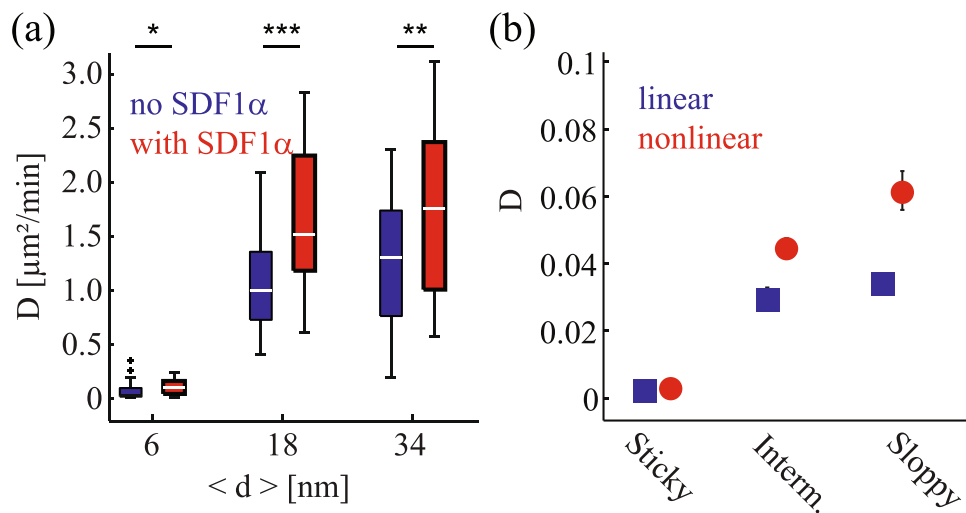 (a)
* *** **
3.0
2.5
2.0
1.5
1.0
0.5
0
D [μm²/min]
no SDF1α
with SDF1α
6 18 34
< d > [nm]
(b)
0.1
0.08
0.06
0.04
0.02
0
D
linear
nonlinear
Sticky
Interm.
Sloppy